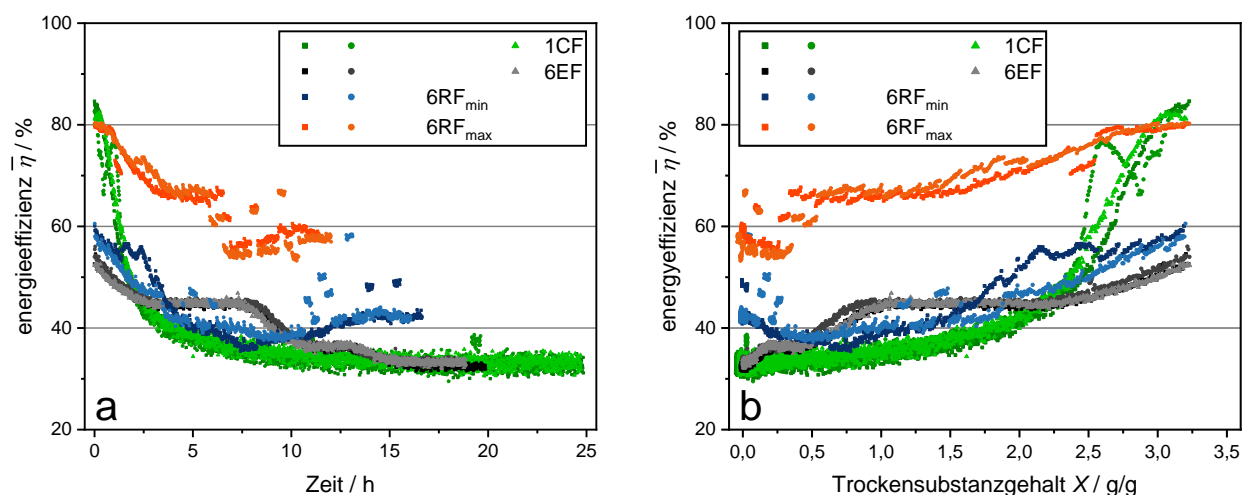 100
80
60
40
20
energieeffizienz η̅ / %
1CF
6EF
6RFmin
6RFmax
a
0 5 10 15 20 25
Zeit / h
100
80
60
40
20
energyeffizienz η̅ / %
1CF
6EF
6RFmin
6RFmax
b
0,0 0,5 1,0 1,5 2,0 2,5 3,0 3,5
Trockensubstanzgehalt X / g/g